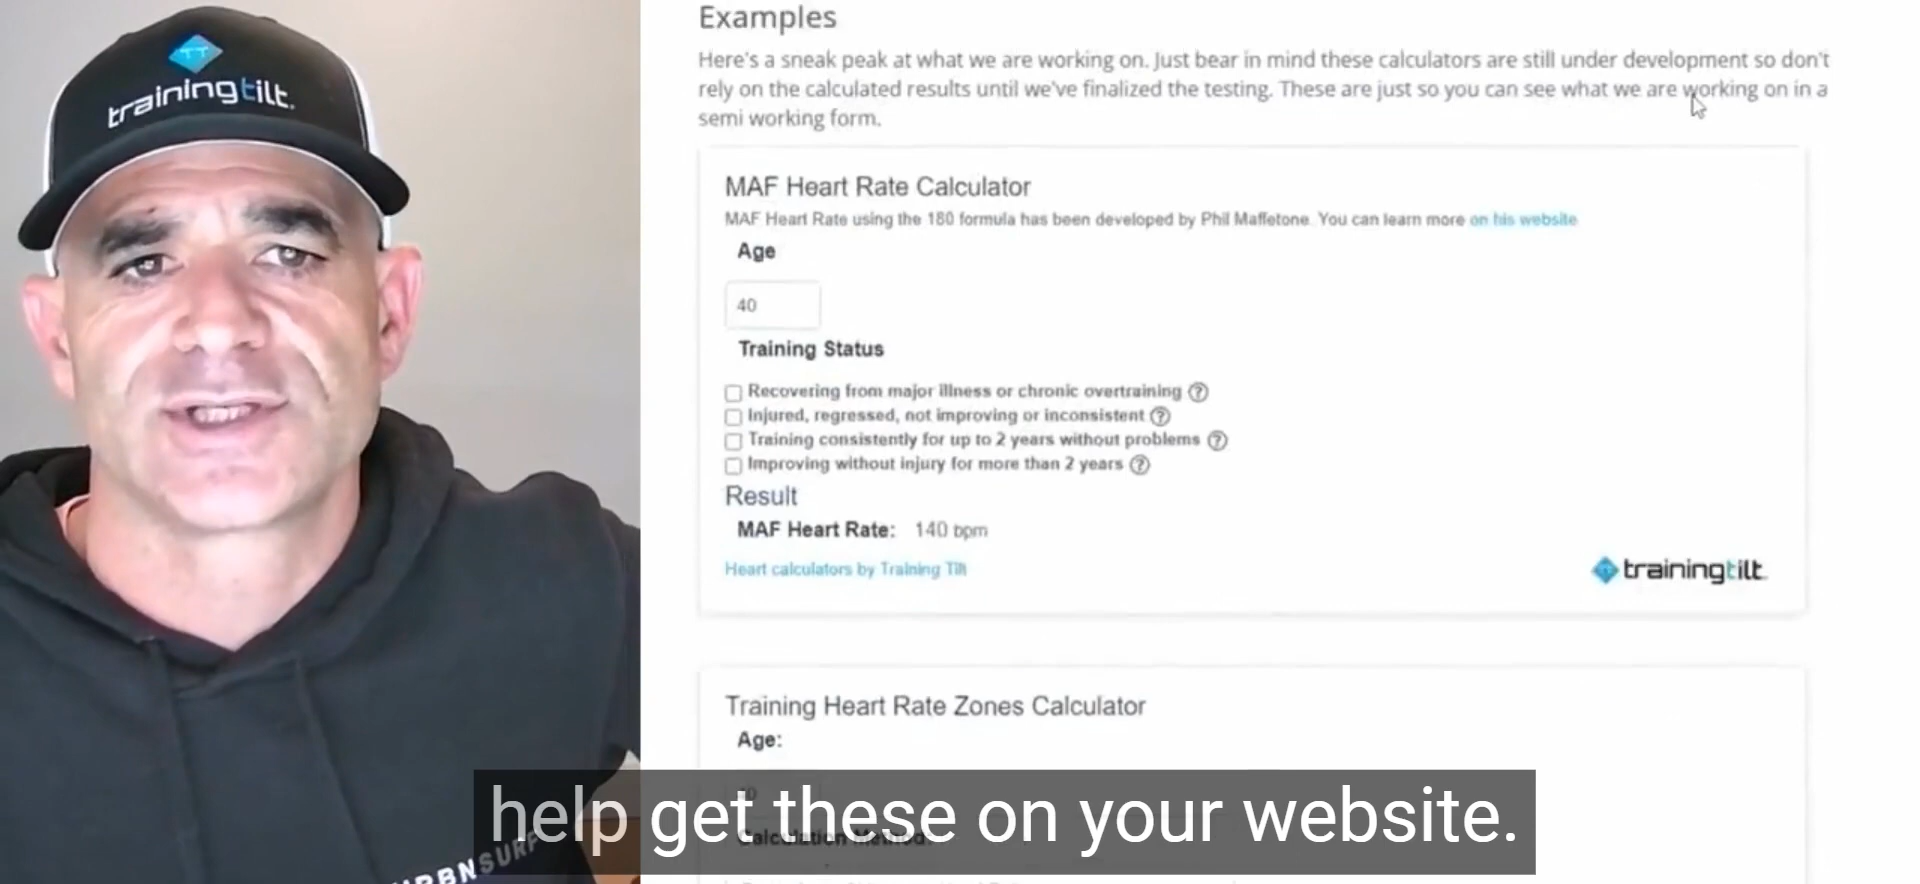 TT
trainingtilt.
Examples
Here's a sneak peak at what we are working on. Just bear in mind these calculators are still under development so don't
rely on the calculated results until we've finalized the testing. These are just so you can see what we are working on in a
semi working form.
MAF Heart Rate Calculator
MAF Heart Rate using the 180 formula has been developed by Phil Maffetone. You can learn more on his website
Age
40
Training Status
Recovering from major illness or chronic overtraining ?
Injured, regressed, not improving or inconsistent ?
Training consistently for up to 2 years without problems ?
Improving without injury for more than 2 years ?
Result
MAF Heart Rate: 140 bpm
Heart calculators by Training Tilt
trainingtilt.
Training Heart Rate Zones Calculator
Age:
help get these on your website.
Calculation Method:
URBNSURF